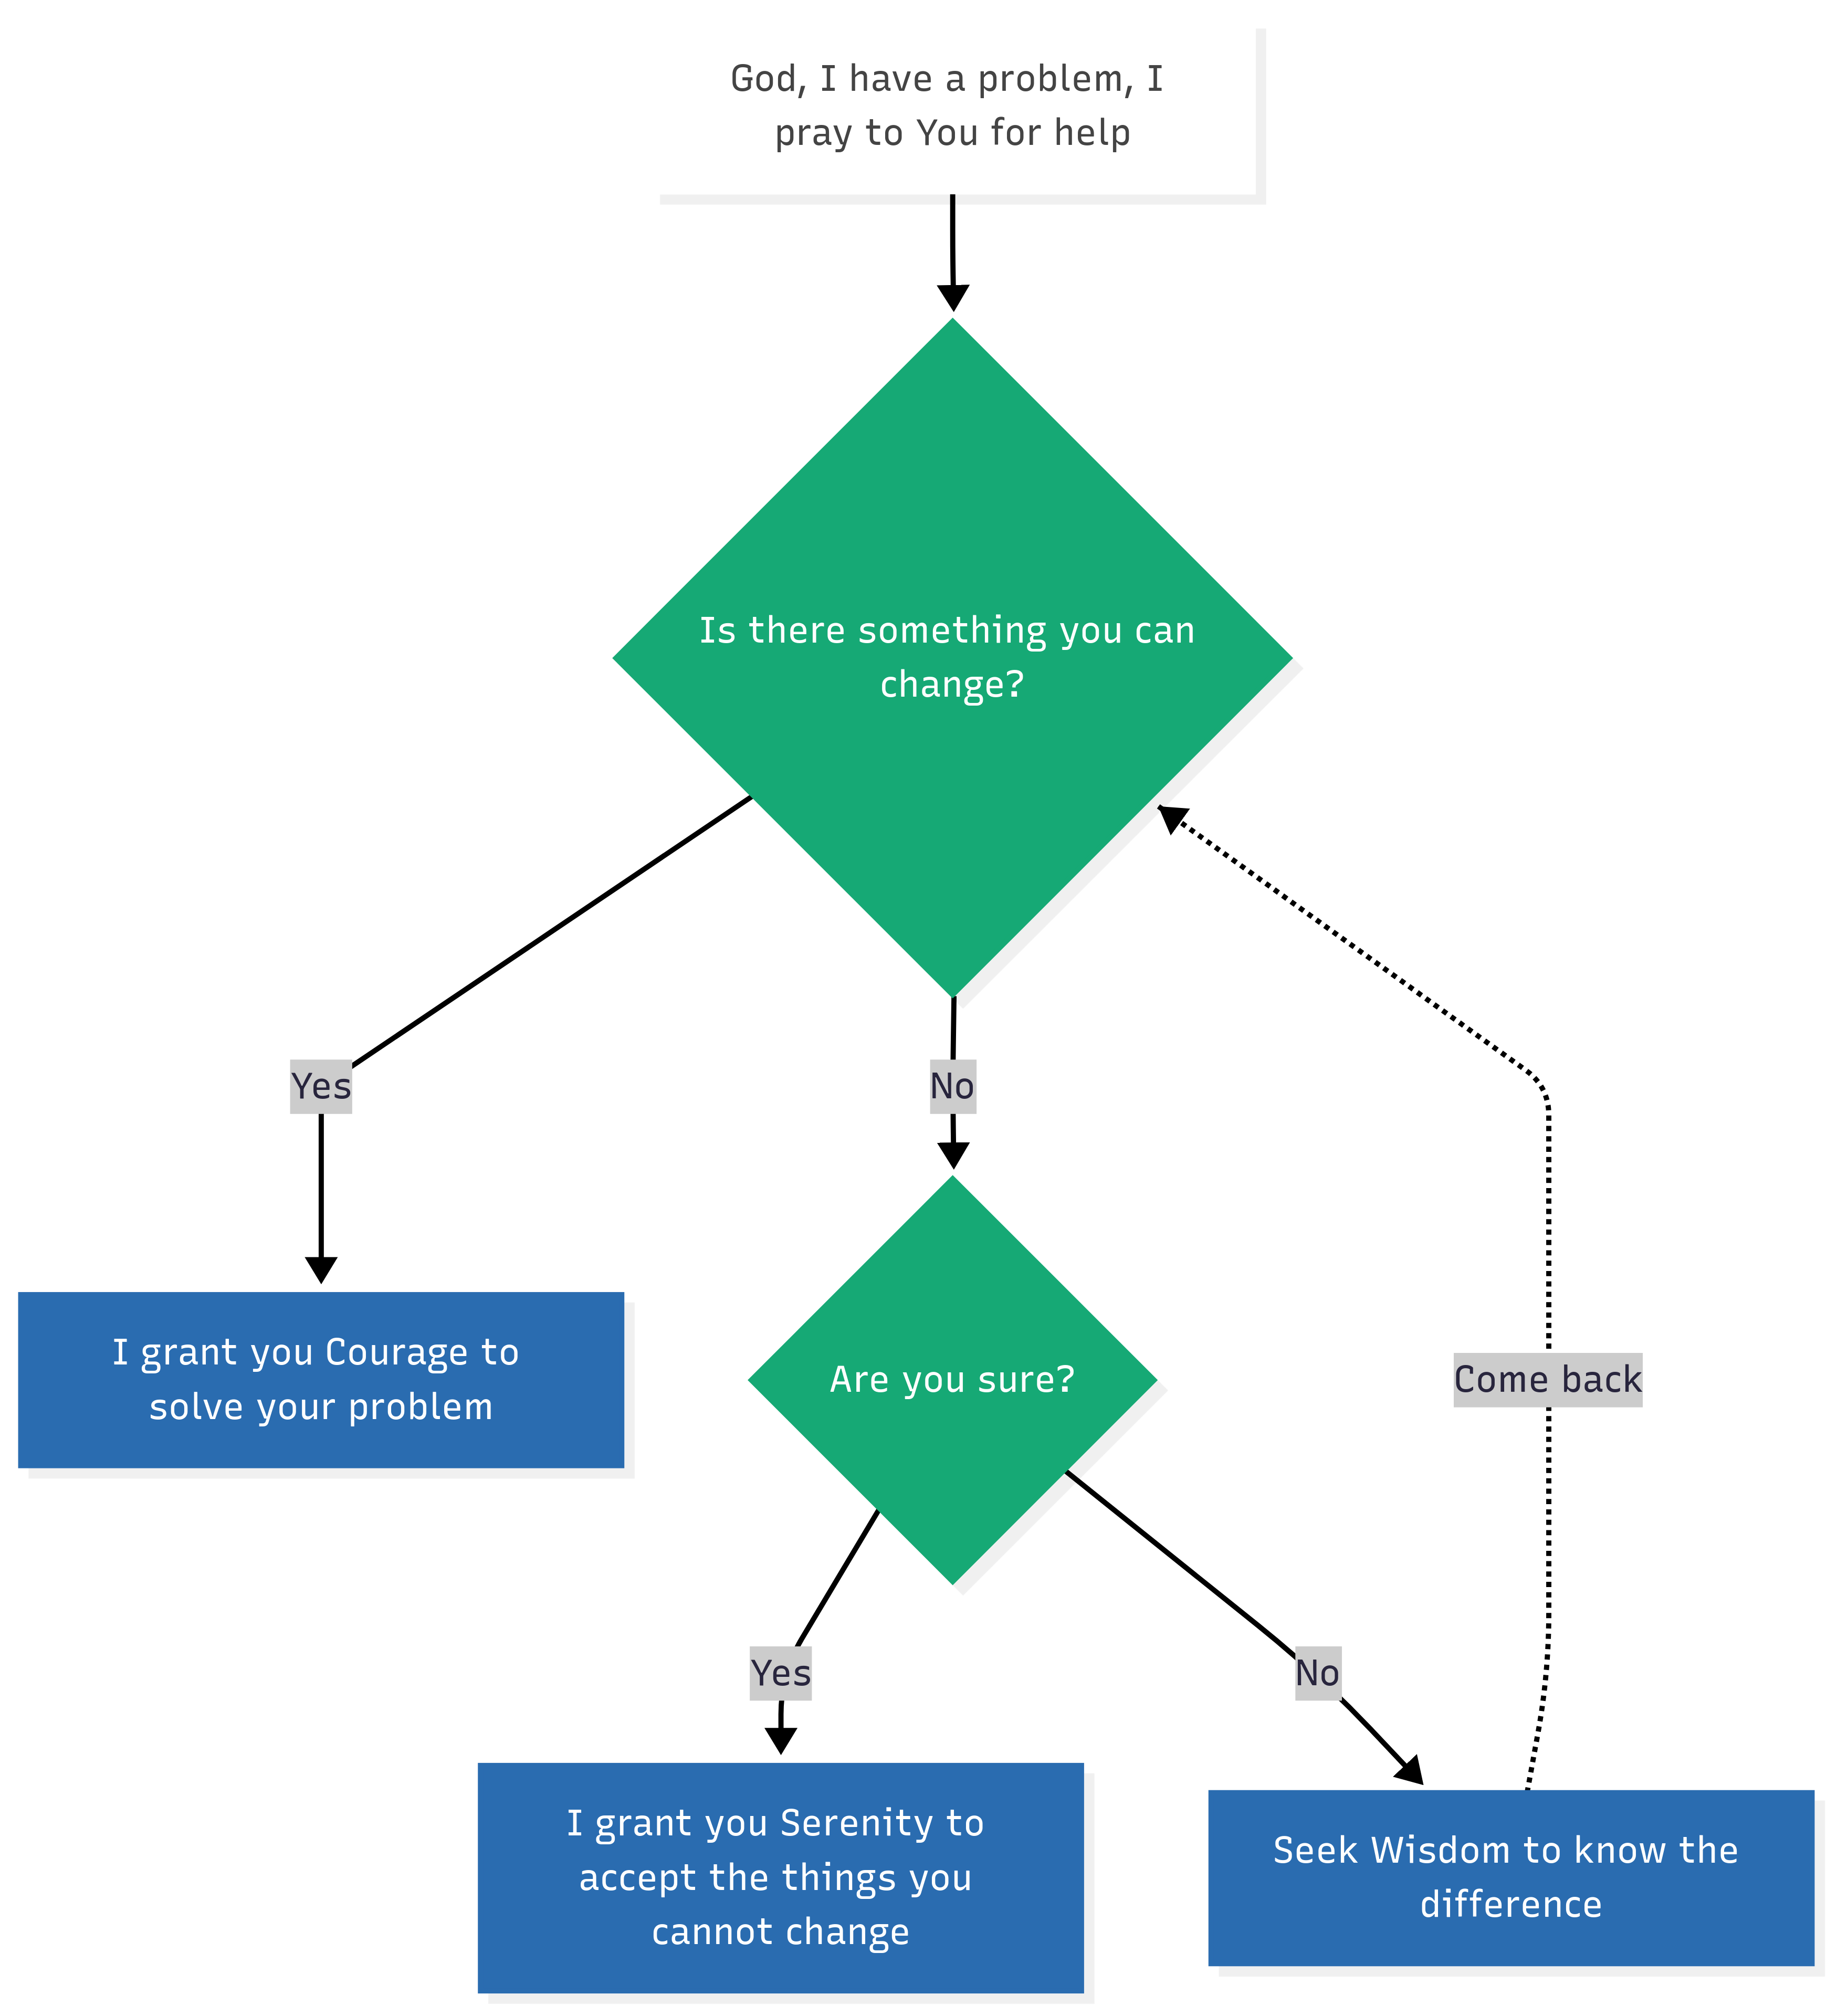 God, I have a problem, I
pray to You for help
Is there something you can
change?
Yes
No
I grant you Courage to
solve your problem
Are you sure?
Come back
Yes
No
I grant you Serenity to
accept the things you
cannot change
Seek Wisdom to know the
difference